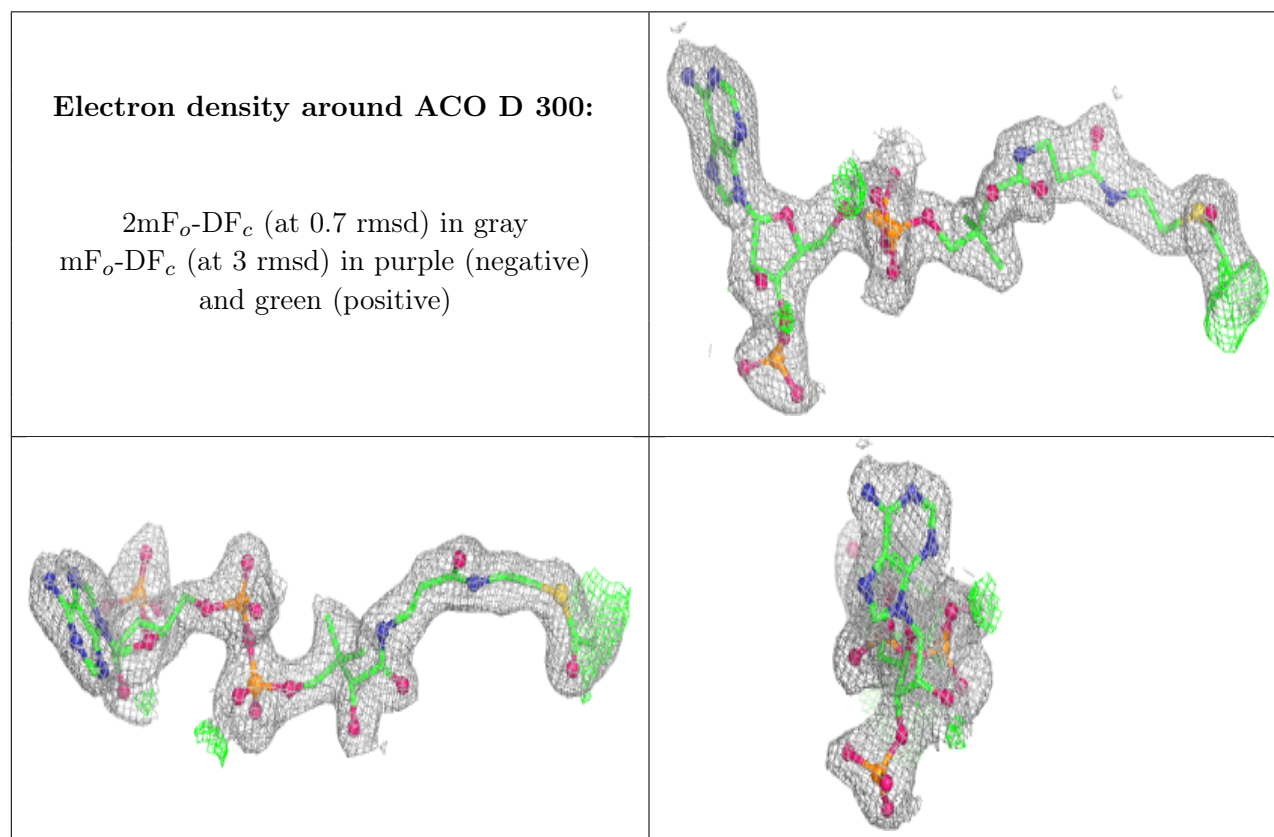 Electron density around ACO D 300:
2mFₒ-DF𝒸 (at 0.7 rmsd) in gray
mFₒ-DF𝒸 (at 3 rmsd) in purple (negative)
and green (positive)